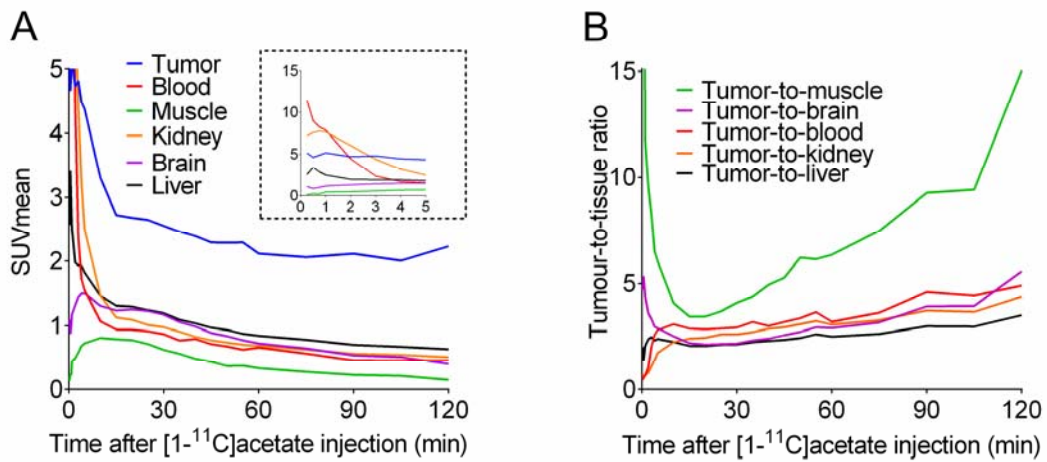 A
SUVmean
5
4
3
2
1
0
Tumor
Blood
Muscle
Kidney
Brain
Liver
15
10
5
0
0 1 2 3 4 5
0 30 60 90 120
Time after [1-¹¹C]acetate injection (min)
B
Tumour-to-tissue ratio
15
10
5
0
Tumor-to-muscle
Tumor-to-brain
Tumor-to-blood
Tumor-to-kidney
Tumor-to-liver
0 30 60 90 120
Time after [1-¹¹C]acetate injection (min)